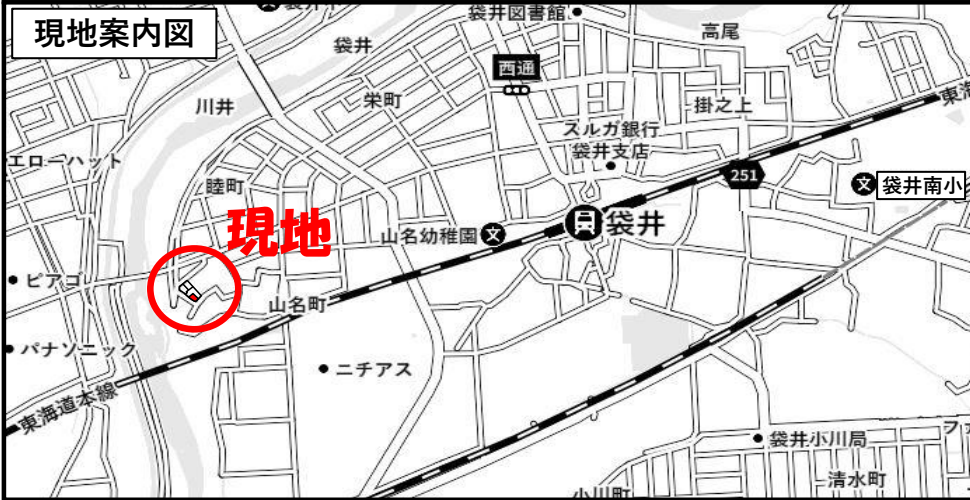 現地案内図
袋井図書館
高尾
袋井
西通
栄町
川井
掛之上
東海
スルガ銀行
袋井支店
エローハット
睦町
251
袋井南小
現地
山名幼稚園
袋井
ピアゴ
山名町
パナソニック
ニチアス
東海道本線
袋井小川局
清水町
小川町